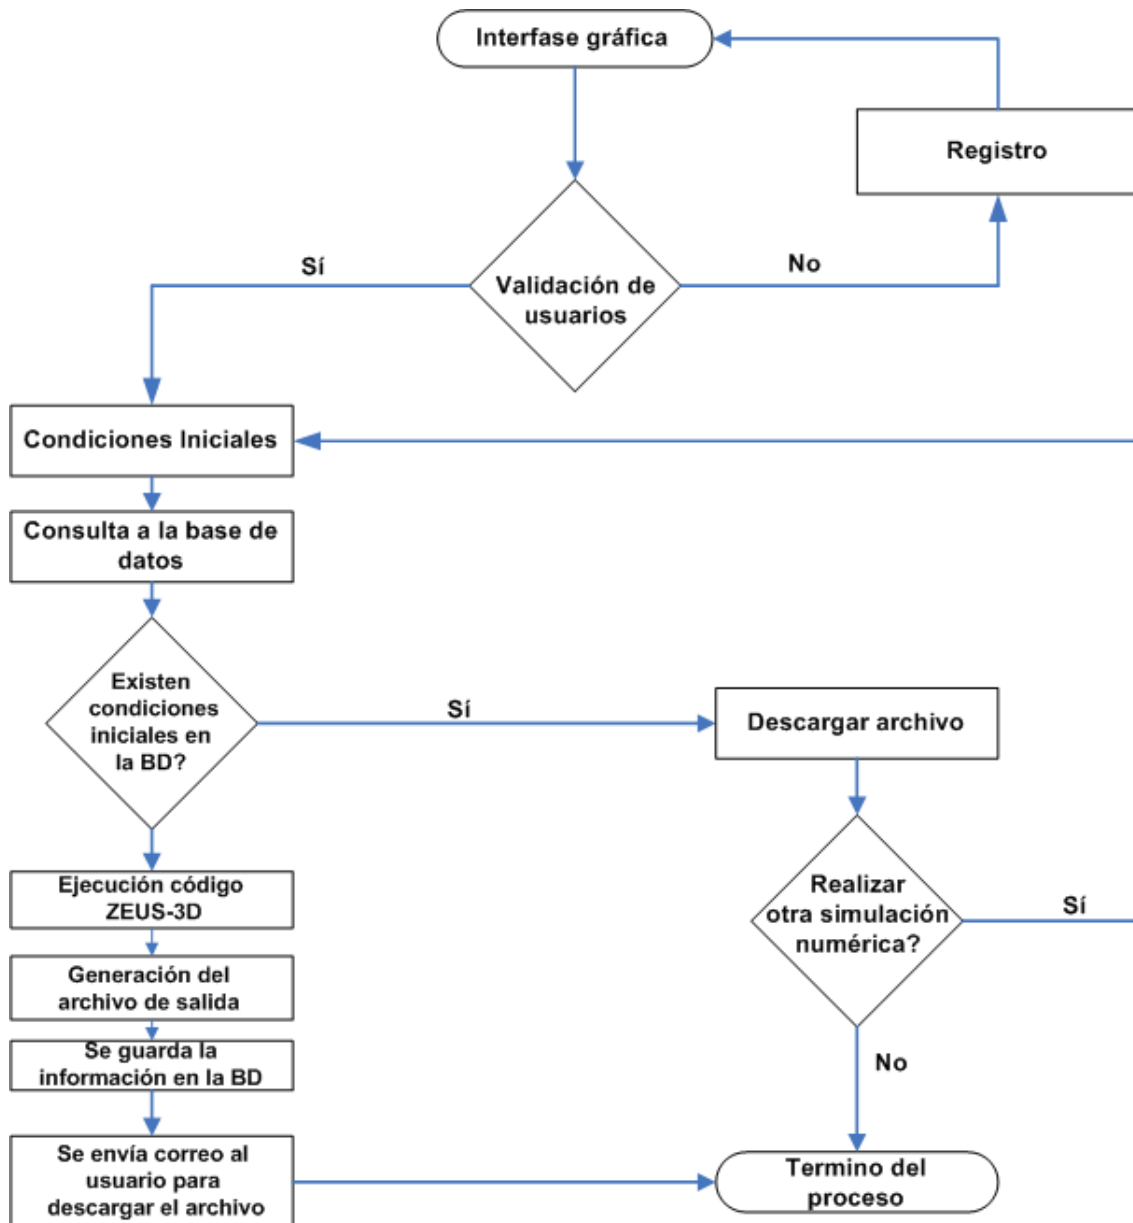 Interfase gráfica
Registro
Sí
No
Validación de
usuarios
Condiciones Iniciales
Consulta a la base de
datos
Existen
condiciones
iniciales en
la BD?
Sí
Descargar archivo
Ejecución código
ZEUS-3D
Realizar
otra simulación
numérica?
Sí
Generación del
archivo de salida
Se guarda la
información en la BD
No
Se envía correo al
usuario para
descargar el archivo
Termino del
proceso